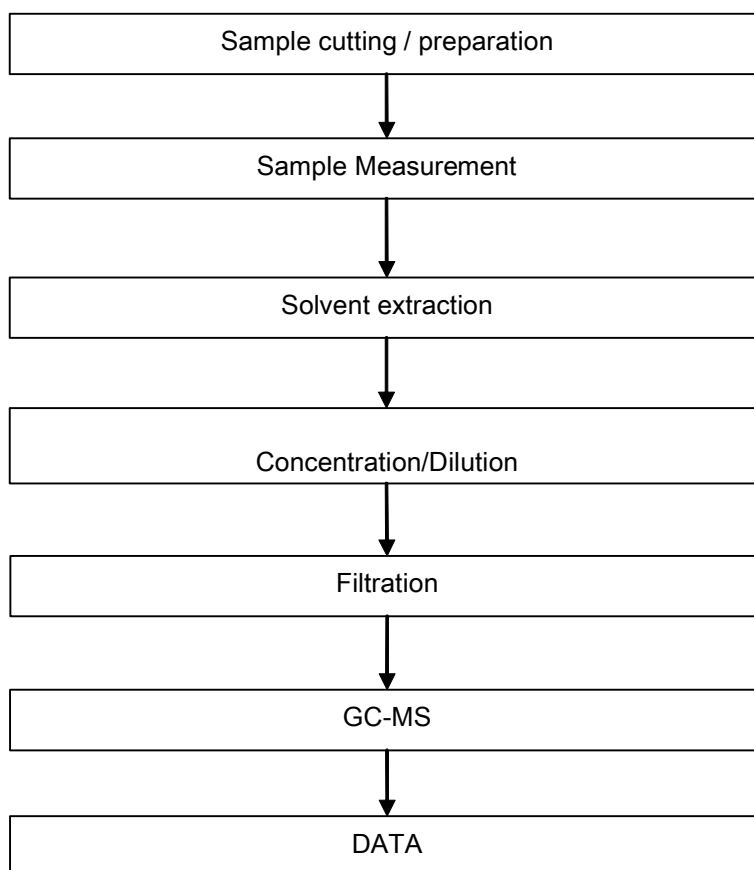 Sample cutting / preparation
Sample Measurement
Solvent extraction
Concentration/Dilution
Filtration
GC-MS
DATA